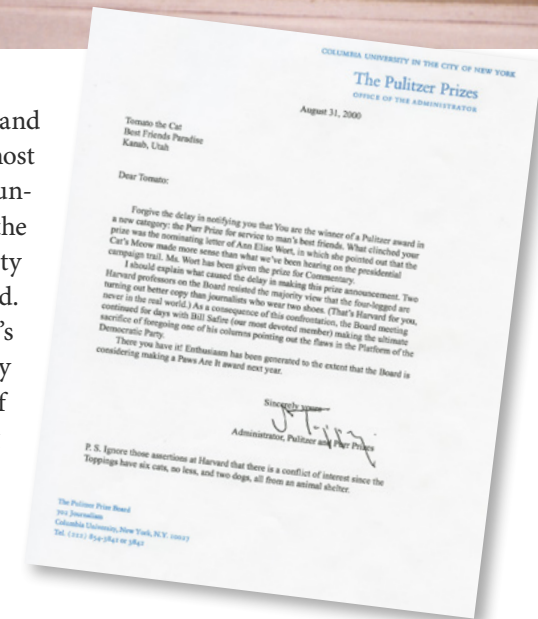 and
most
un-
the
ty
d.
's
y
f
COLUMBIA UNIVERSITY IN THE CITY OF NEW YORK
The Pulitzer Prizes
OFFICE OF THE ADMINISTRATOR
August 31, 2000
Tomato the Cat
Best Friends Paradise
Kanab, Utah
Dear Tomato:
Forgive the delay in notifying you that You are the winner of a Pulitzer award in
a new category: the Purr Prize for service to man's best friends. What clinched your
prize was the nominating letter of Ann Elise Wort, in which she pointed out that the
Cat's Meow made more sense than what we've been hearing on the presidential
campaign trail. Ms. Wort has been given the prize for Commentary.
I should explain what caused the delay in making this prize announcement. Two
Harvard professors on the Board resisted the majority view that the four-legged are
turning out better copy than journalists who wear two shoes. (That's Harvard for you,
never in the real world.) As a consequence of this confrontation, the Board meeting
continued for days with Bill Safire (our most devoted member) making the ultimate
sacrifice of foregoing one of his columns pointing out the flaws in the Platform of the
Democratic Party.
There you have it! Enthusiasm has been generated to the extent that the Board is
considering making a Paws Are It award next year.
Sincerely yours
Administrator, Pulitzer and Purr Prizes
P. S. Ignore those assertions at Harvard that there is a conflict of interest since the
Toppings have six cats, no less, and two dogs, all from an animal shelter.
The Pulitzer Prize Board
702 Journalism
Columbia University, New York, N.Y. 10027
Tel. (212) 854-3841 or 3842